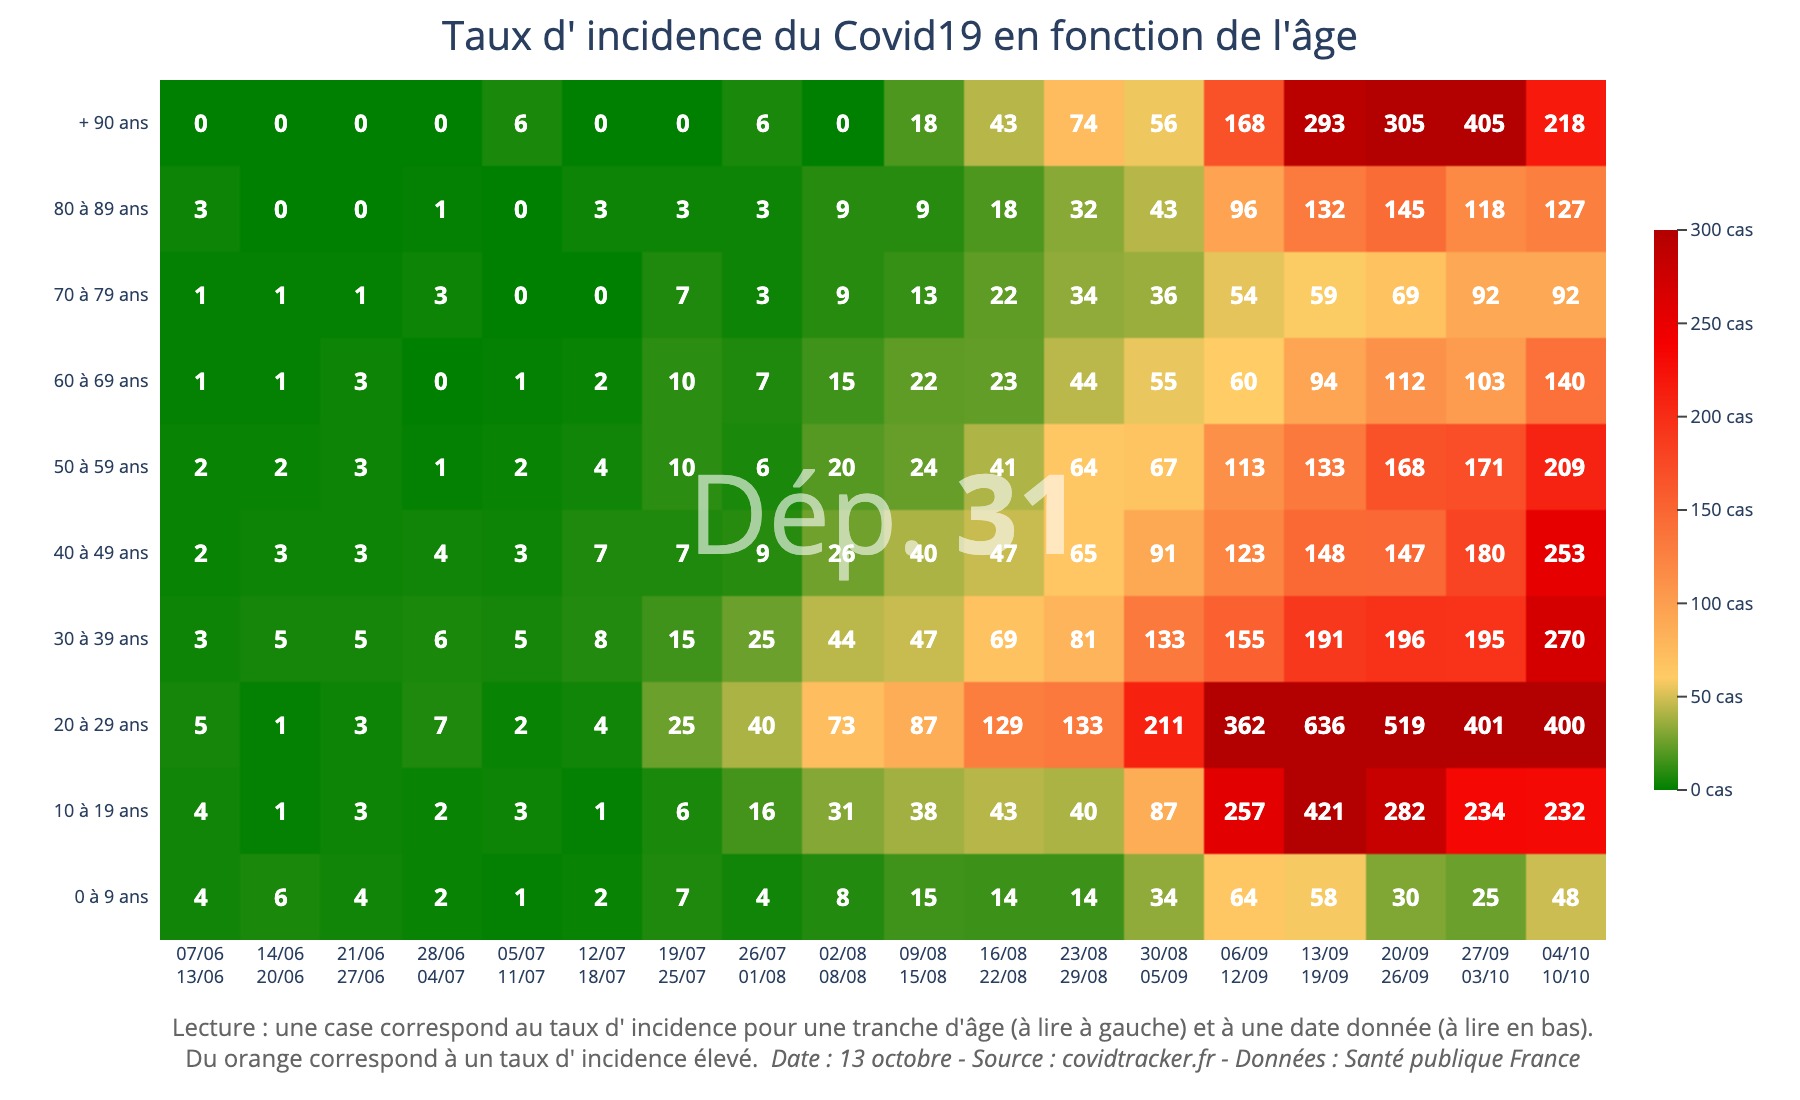 Taux d' incidence du Covid19 en fonction de l'âge
+ 90 ans 0 0 0 0 6 0 0 6 0 18 43 74 56 168 293 305 405 218
80 à 89 ans 3 0 0 1 0 3 3 3 9 9 18 32 43 96 132 145 118 127
70 à 79 ans 1 1 1 3 0 0 7 3 9 13 22 34 36 54 59 69 92 92
60 à 69 ans 1 1 3 0 1 2 10 7 15 22 23 44 55 60 94 112 103 140
50 à 59 ans 2 2 3 1 2 4 10 6 20 24 41 64 67 113 133 168 171 209
Dép. 31
40 à 49 ans 2 3 3 4 3 7 7 9 26 40 47 65 91 123 148 147 180 253
30 à 39 ans 3 5 5 6 5 8 15 25 44 47 69 81 133 155 191 196 195 270
20 à 29 ans 5 1 3 7 2 4 25 40 73 87 129 133 211 362 636 519 401 400
10 à 19 ans 4 1 3 2 3 1 6 16 31 38 43 40 87 257 421 282 234 232
0 à 9 ans 4 6 4 2 1 2 7 4 8 15 14 14 34 64 58 30 25 48
07/06 14/06 21/06 28/06 05/07 12/07 19/07 26/07 02/08 09/08 16/08 23/08 30/08 06/09 13/09 20/09 27/09 04/10
13/06 20/06 27/06 04/07 11/07 18/07 25/07 01/08 08/08 15/08 22/08 29/08 05/09 12/09 19/09 26/09 03/10 10/10
300 cas
250 cas
200 cas
150 cas
100 cas
50 cas
0 cas
Lecture : une case correspond au taux d' incidence pour une tranche d'âge (à lire à gauche) et à une date donnée (à lire en bas).
Du orange correspond à un taux d' incidence élevé. Date : 13 octobre - Source : covidtracker.fr - Données : Santé publique France